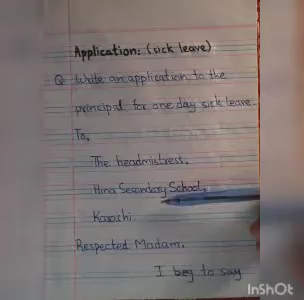 Application: (sick leave)
Q Write an application to the
principal for one day sick leave.
To,
The headmistress,
Hina Secondary School,
Karachi.
Respected Madam,
I beg to say
InShOt